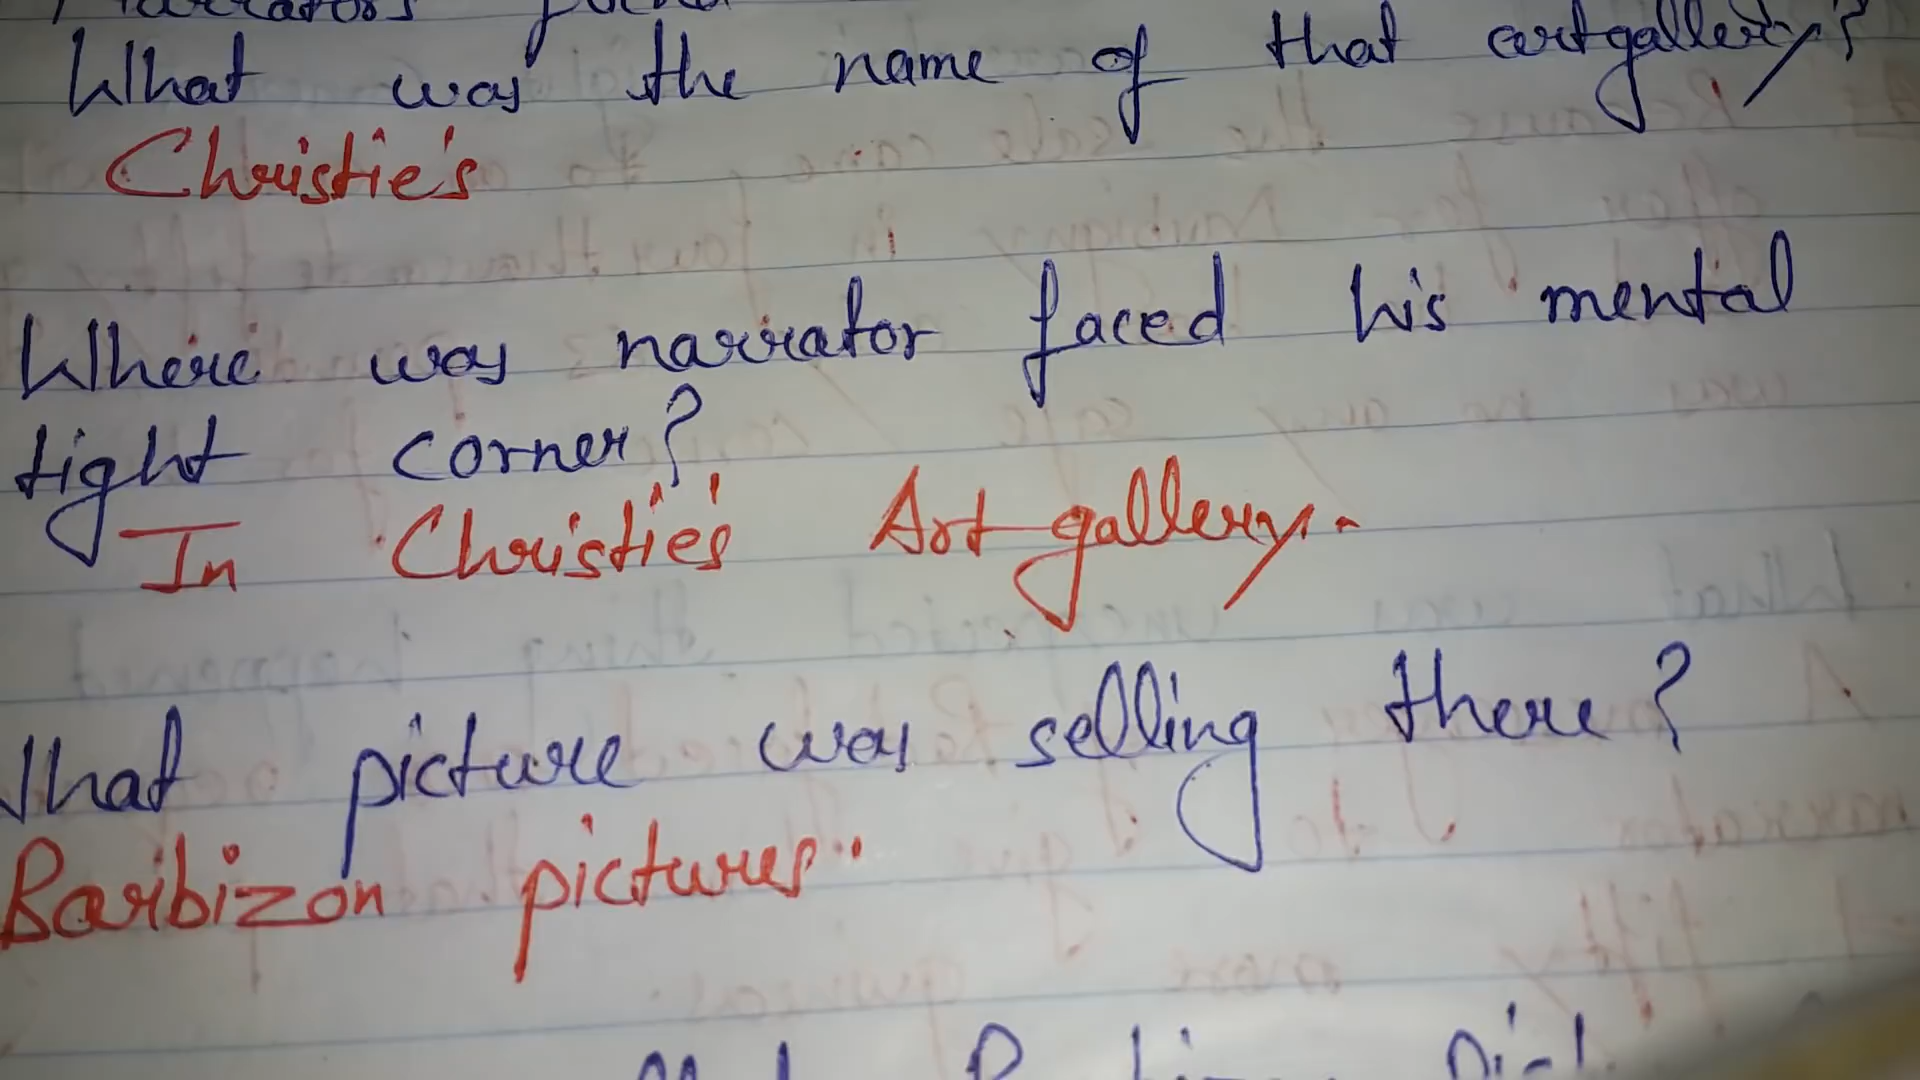 What was the name of that art gallery?
Christie's
Where was narrator faced his mental
tight corner?
In Christie's Art gallery.
What picture was selling there?
Barbizon pictures.